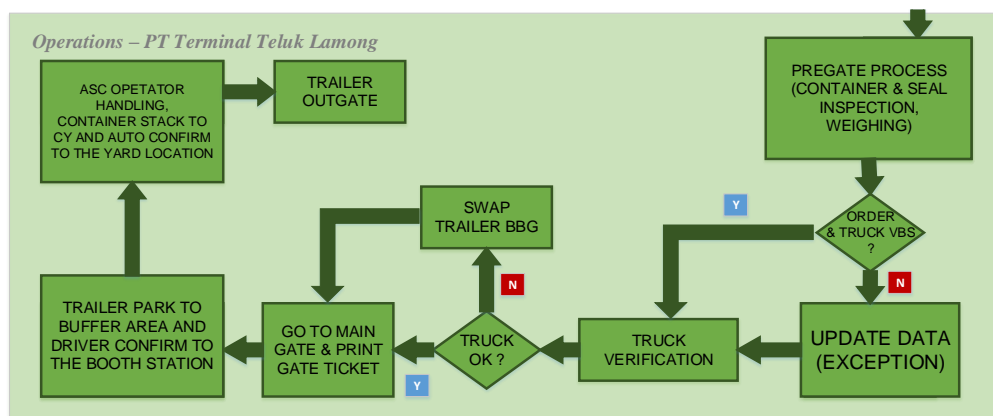 Operations – PT Terminal Teluk Lamong
PREGATE PROCESS
(CONTAINER & SEAL
INSPECTION,
WEIGHING)
ORDER
& TRUCK VBS
?
Y
N
UPDATE DATA
(EXCEPTION)
TRUCK
VERIFICATION
TRUCK
OK ?
N
Y
SWAP
TRAILER BBG
GO TO MAIN
GATE & PRINT
GATE TICKET
TRAILER PARK TO
BUFFER AREA AND
DRIVER CONFIRM TO
THE BOOTH STATION
ASC OPETATOR
HANDLING,
CONTAINER STACK TO
CY AND AUTO CONFIRM
TO THE YARD LOCATION
TRAILER
OUTGATE